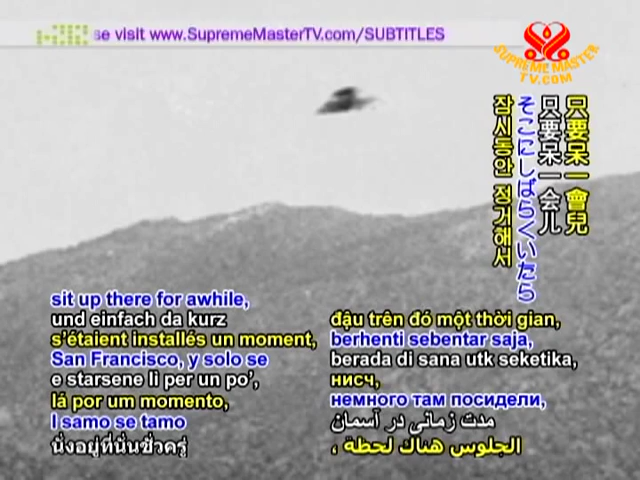 se visit www.SupremeMasterTV.com/SUBTITLES
SUPREME MASTER
TV.COM
只要呆一會兒
只要呆一会儿
そこにしばらくいたら
잠시동안 정거해서
sit up there for awhile,
und einfach da kurz
s'étaient installés un moment,
San Francisco, y solo se
e starsene lì per un po',
lá por um momento,
I samo se tamo
นั่งอยู่ที่นั่นชั่วครู่
đậu trên đó một thời gian,
berhenti sebentar saja,
berada di sana utk seketika,
нисч,
немного там посидели,
مدت زمانی در آسمان
الجلوس هناك لحظة ،